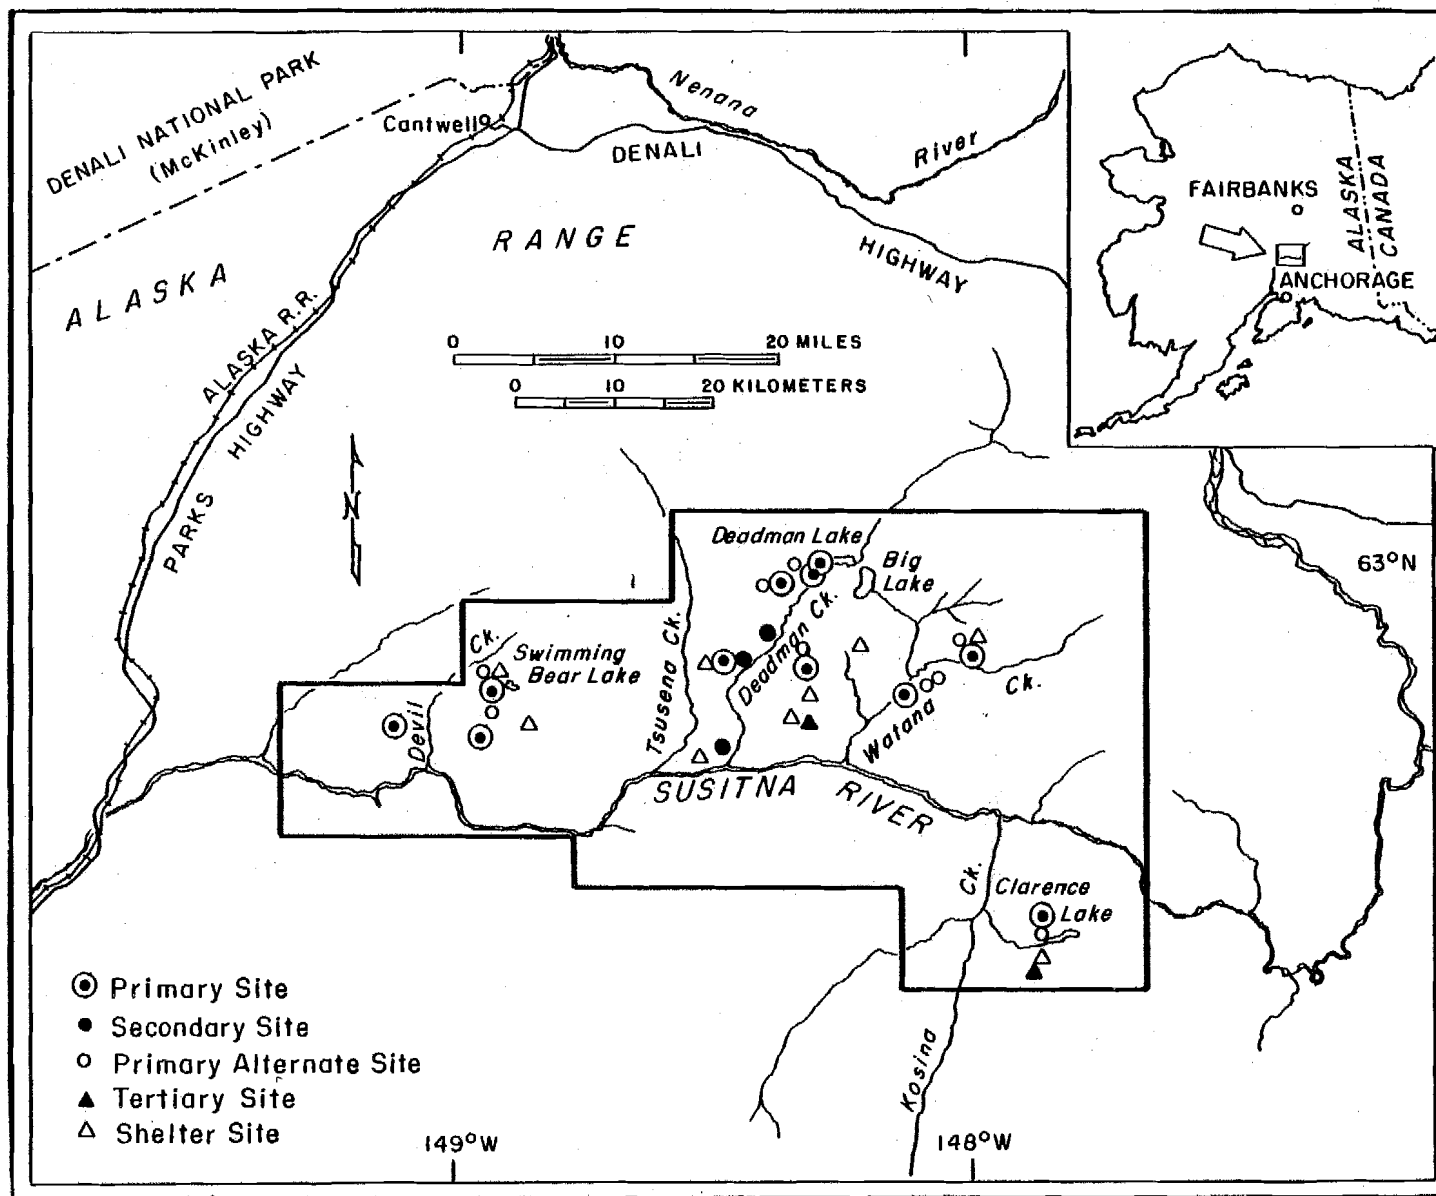 DENALI NATIONAL PARK
(McKinley)
Cantwell
Nenana
River
DENALI
HIGHWAY
ALASKA
RANGE
ALASKA R.R.
PARKS
HIGHWAY
0 10 20 MILES
0 10 20 KILOMETERS
N
FAIRBANKS
ANCHORAGE
ALASKA
CANADA
63°N
Deadman Lake
Big
Lake
Deadman Ck.
Tsusena Ck.
Ck.
Devil
Swimming
Bear Lake
Watana
Ck.
SUSITNA
RIVER
Ck.
Kosina
Clarence
Lake
Primary Site
Secondary Site
Primary Alternate Site
Tertiary Site
Shelter Site
149°W
148°W